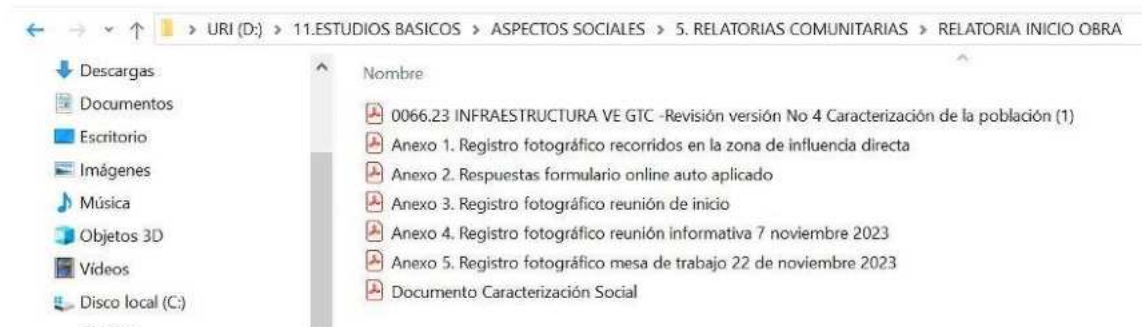 URI (D:) > 11.ESTUDIOS BASICOS > ASPECTOS SOCIALES > 5. RELATORIAS COMUNITARIAS > RELATORIA INICIO OBRA
Descargas
Documentos
Escritorio
Imágenes
Música
Objetos 3D
Vídeos
Disco local (C:)
Nombre
0066.23 INFRAESTRUCTURA VE GTC -Revisión versión No 4 Caracterización de la población (1)
Anexo 1. Registro fotográfico recorridos en la zona de influencia directa
Anexo 2. Respuestas formulario online auto aplicado
Anexo 3. Registro fotográfico reunión de inicio
Anexo 4. Registro fotográfico reunión informativa 7 noviembre 2023
Anexo 5. Registro fotográfico mesa de trabajo 22 de noviembre 2023
Documento Caracterización Social